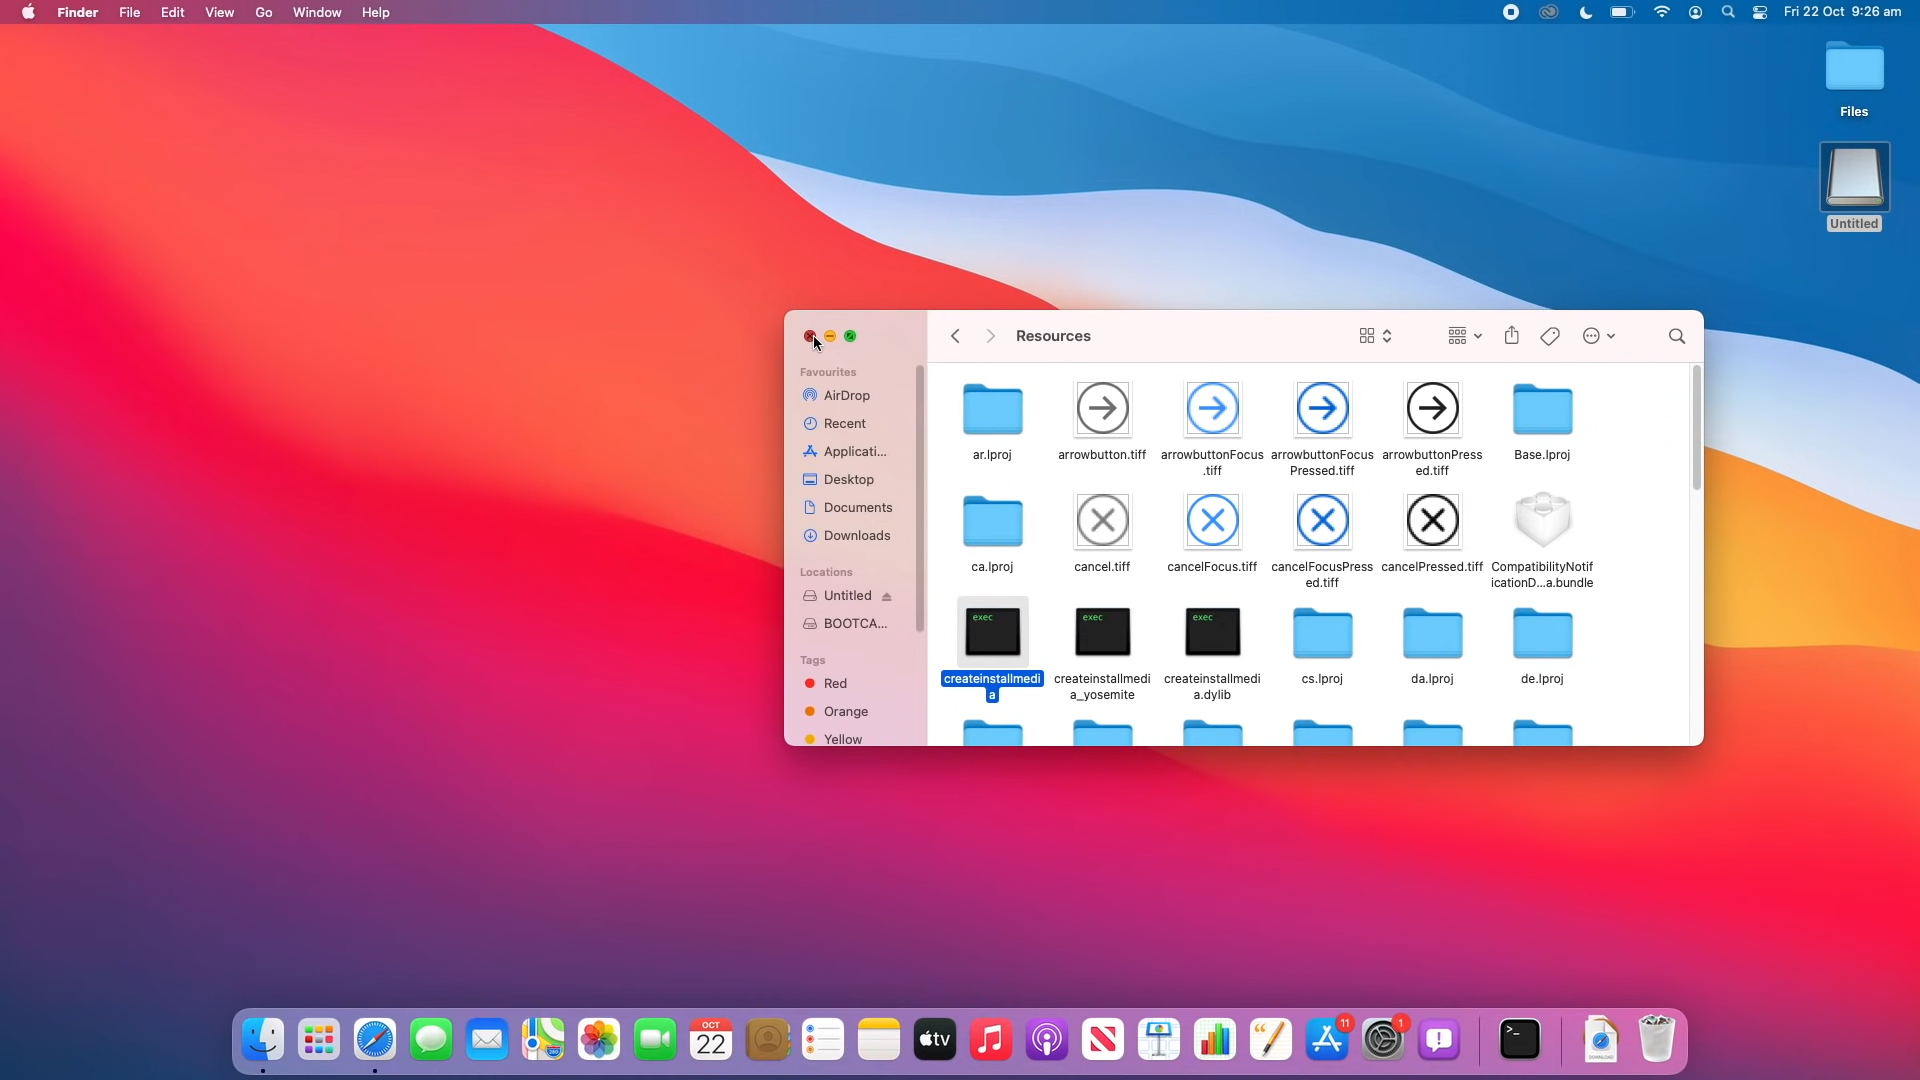 Finder File Edit View Go Window Help
Fri 22 Oct 9:26 am
Files
Untitled
Resources
Favourites
AirDrop
Recent
Applicati...
Desktop
Documents
Downloads
Locations
Untitled
BOOTCA...
Tags
Red
Orange
Yellow
ar.lproj
arrowbutton.tiff
arrowbuttonFocus
.tiff
arrowbuttonFocus
Pressed.tiff
arrowbuttonPress
ed.tiff
Base.lproj
ca.lproj
cancel.tiff
cancelFocus.tiff
cancelFocusPress
ed.tiff
cancelPressed.tiff
CompatibilityNotif
icationD...a.bundle
exec
createinstallmedi
a
exec
createinstallmedi
a_yosemite
exec
createinstallmedi
a.dylib
cs.lproj
da.lproj
de.lproj
OCT
22
tv
11
1
>_
DOWNLOAD